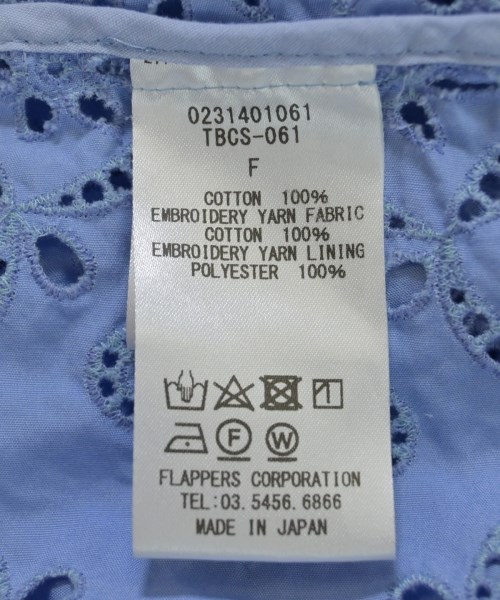 0231401061
TBCS-061
F
COTTON 100%
EMBROIDERY YARN FABRIC
COTTON 100%
EMBROIDERY YARN LINING
POLYESTER 100%
F W
FLAPPERS CORPORATION
TEL:03.5456.6866
MADE IN JAPAN